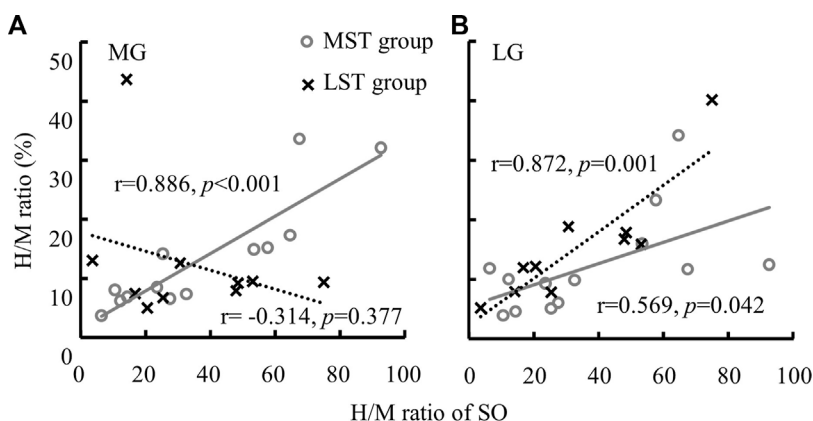 A
B
MG
MST group
LST group
LG
50
40
30
20
10
0
H/M ratio (%)
r=0.886, p<0.001
r= -0.314, p=0.377
r=0.872, p=0.001
r=0.569, p=0.042
0 20 40 60 80 100
0 20 40 60 80 100
H/M ratio of SO